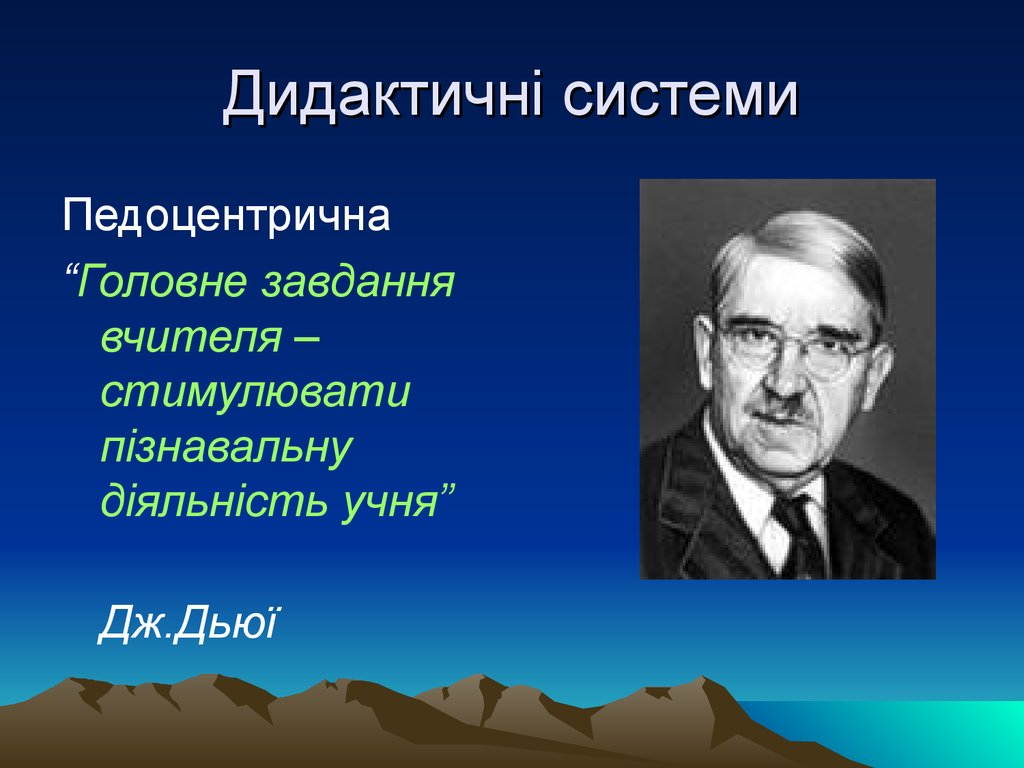 Дидактичні системи
Педоцентрична
“Головне завдання
вчителя –
стимулювати
пізнавальну
діяльність учня”
Дж.Дьюї